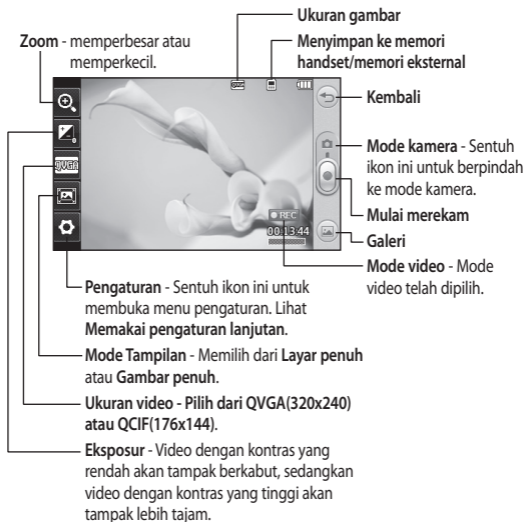 Ukuran gambar
Zoom - memperbesar atau
memperkecil.
Menyimpan ke memori
handset/memori eksternal
Kembali
Mode kamera - Sentuh
ikon ini untuk berpindah
ke mode kamera.
Mulai merekam
Galeri
Mode video - Mode
video telah dipilih.
QVGA
REC
00:13:44
Pengaturan - Sentuh ikon ini untuk
membuka menu pengaturan. Lihat
Memakai pengaturan lanjutan.
Mode Tampilan - Memilih dari Layar penuh
atau Gambar penuh.
Ukuran video - Pilih dari QVGA(320x240)
atau QCIF(176x144).
Eksposur - Video dengan kontras yang
rendah akan tampak berkabut, sedangkan
video dengan kontras yang tinggi akan
tampak lebih tajam.